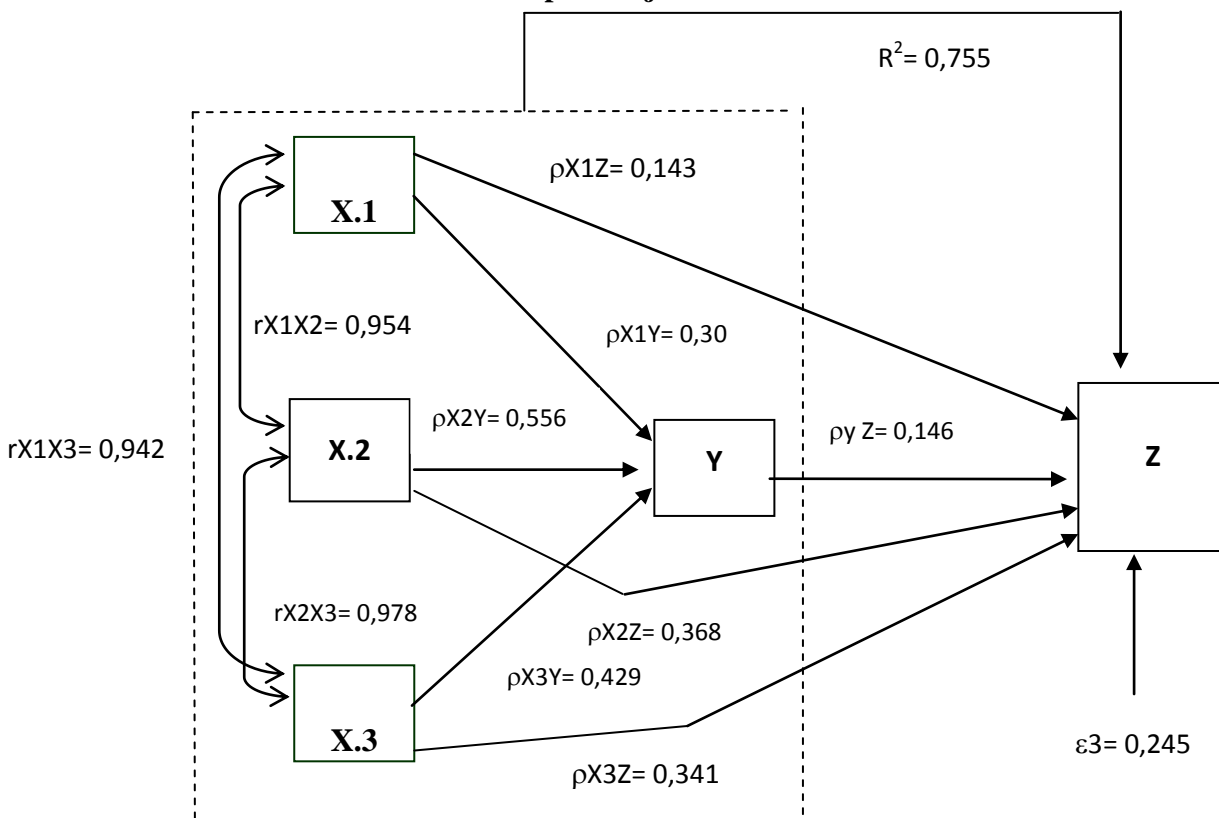 R²= 0,755
ρX1Z= 0,143
X.1
rX1X2= 0,954
ρX1Y= 0,30
ρX2Y= 0,556
ρy Z= 0,146
rX1X3= 0,942
X.2
Y
Z
rX2X3= 0,978
ρX2Z= 0,368
ρX3Y= 0,429
X.3
ε3= 0,245
ρX3Z= 0,341